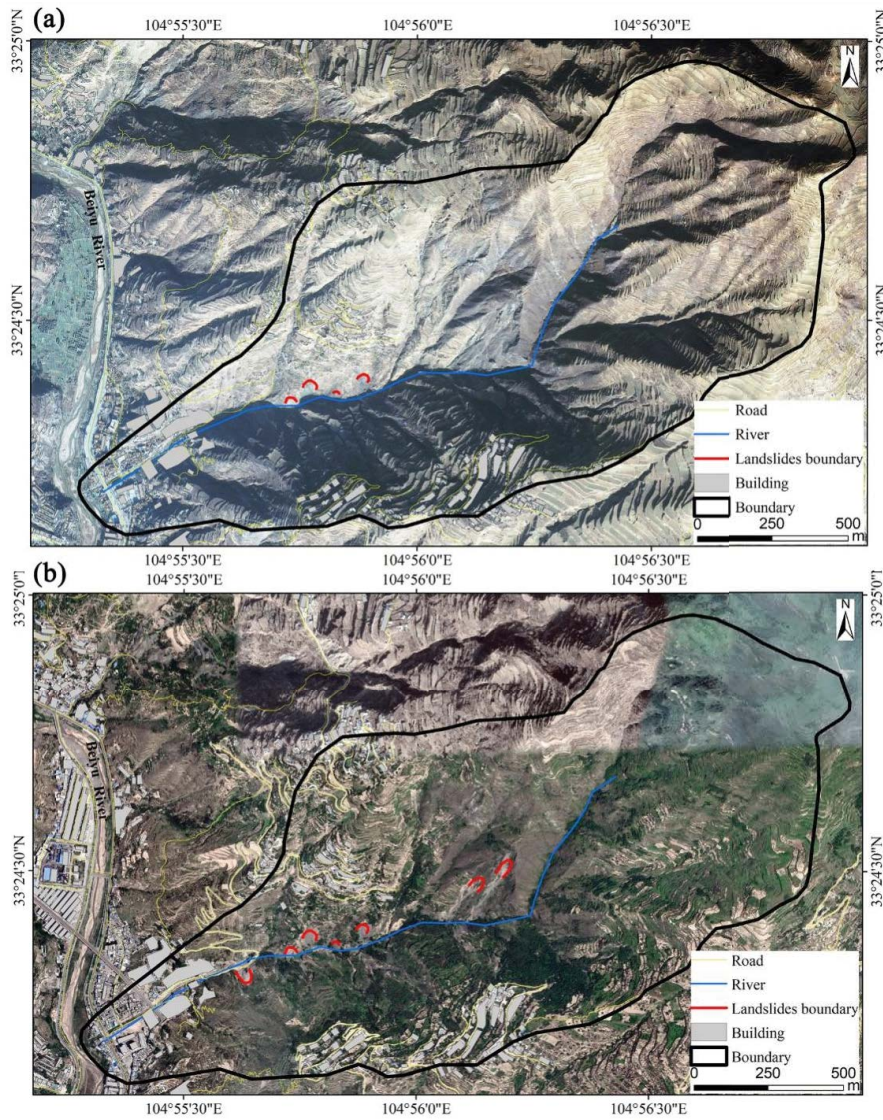 (a)
104°55'30"E 104°56'0"E 104°56'30"E
33°25'0"N
33°25'0"N
N
Beiyu River
33°24'30"N
33°24'30"N
Road
River
Landslides boundary
Building
Boundary
0 250 500
m
104°55'30"E 104°56'0"E 104°56'30"E
(b)
104°55'30"E 104°56'0"E 104°56'30"E
33°25'0"N
33°25'0"N
N
Beiyu River
33°24'30"N
33°24'30"N
Road
River
Landslides boundary
Building
Boundary
0 250 500
m
104°55'30"E 104°56'0"E 104°56'30"E